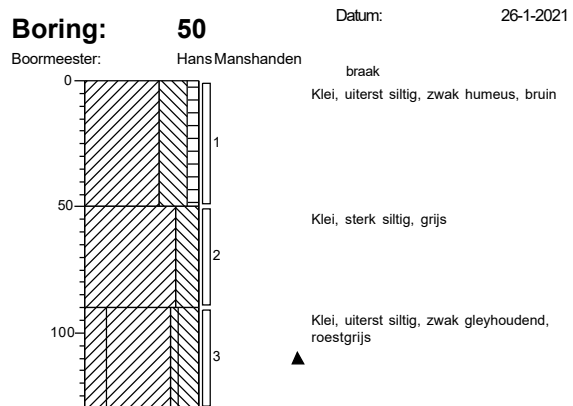 Boring: 50
Datum: 26-1-2021
Boormeester: Hans Manshanden
braak
0
Klei, uiterst siltig, zwak humeus, bruin
1
50
Klei, sterk siltig, grijs
2
Klei, uiterst siltig, zwak gleyhoudend,
roestgrijs
100
3